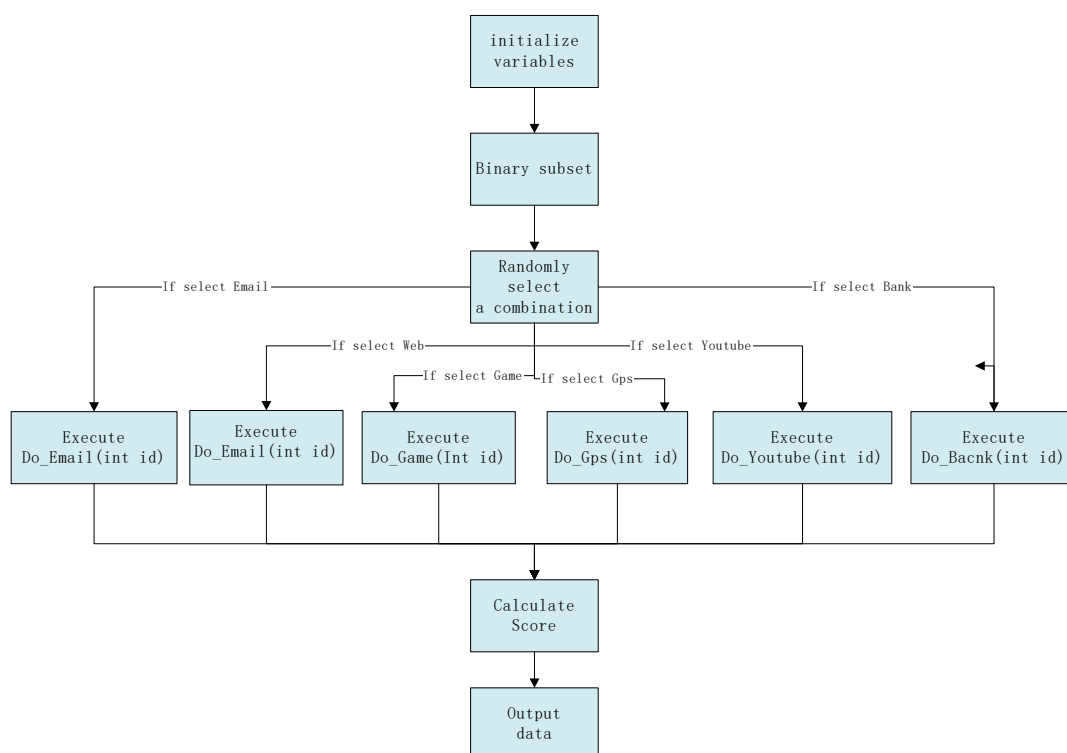 initialize
variables
Binary subset
Randomly
select
a combination
If select Email
If select Bank
If select Web
If select Youtube
If select Game
If select Gps
Execute
Do_Email(int id)
Execute
Do_Email(int id)
Execute
Do_Game(Int id)
Execute
Do_Gps(int id)
Execute
Do_Youtube(int id)
Execute
Do_Bacnk(int id)
Calculate
Score
Output
data